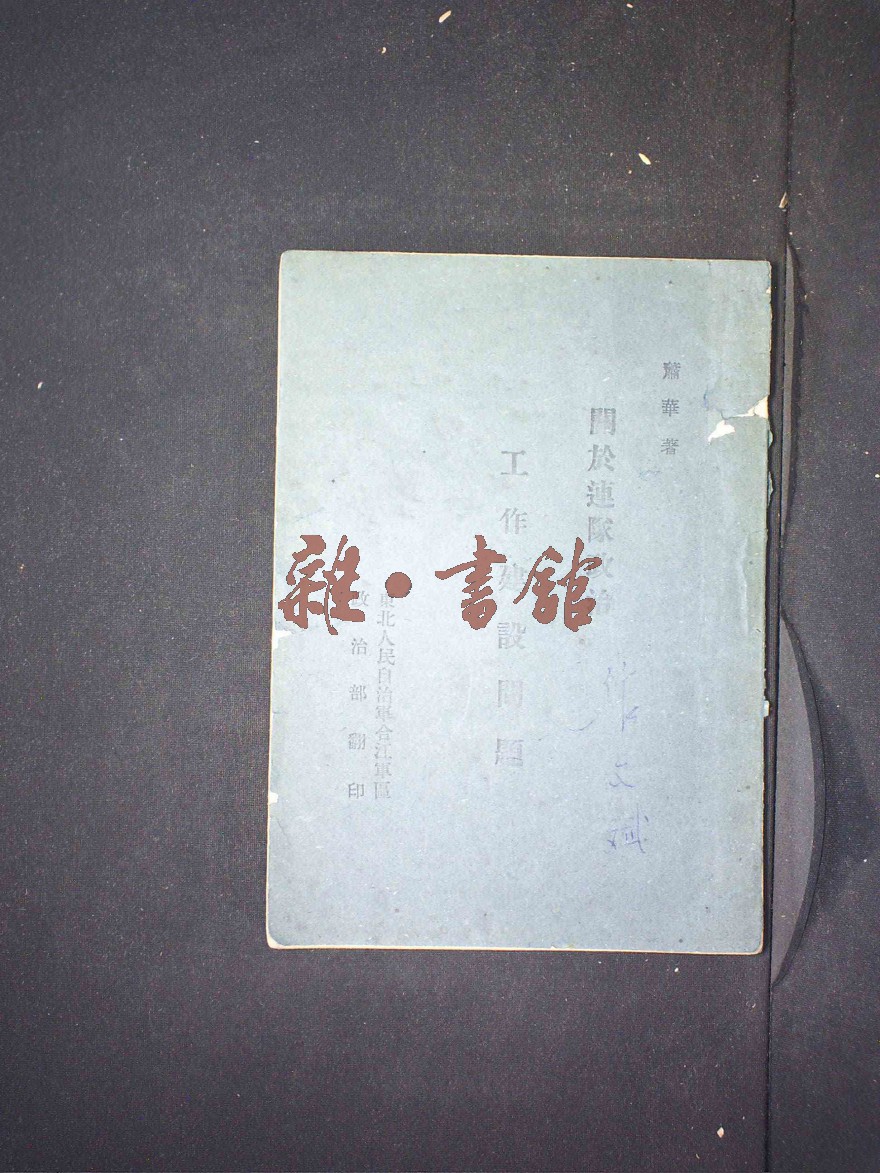 蕭華著
關於連隊政治
工作建設問題
東北人民自治軍合江軍區
政治部翻印
雜·書館